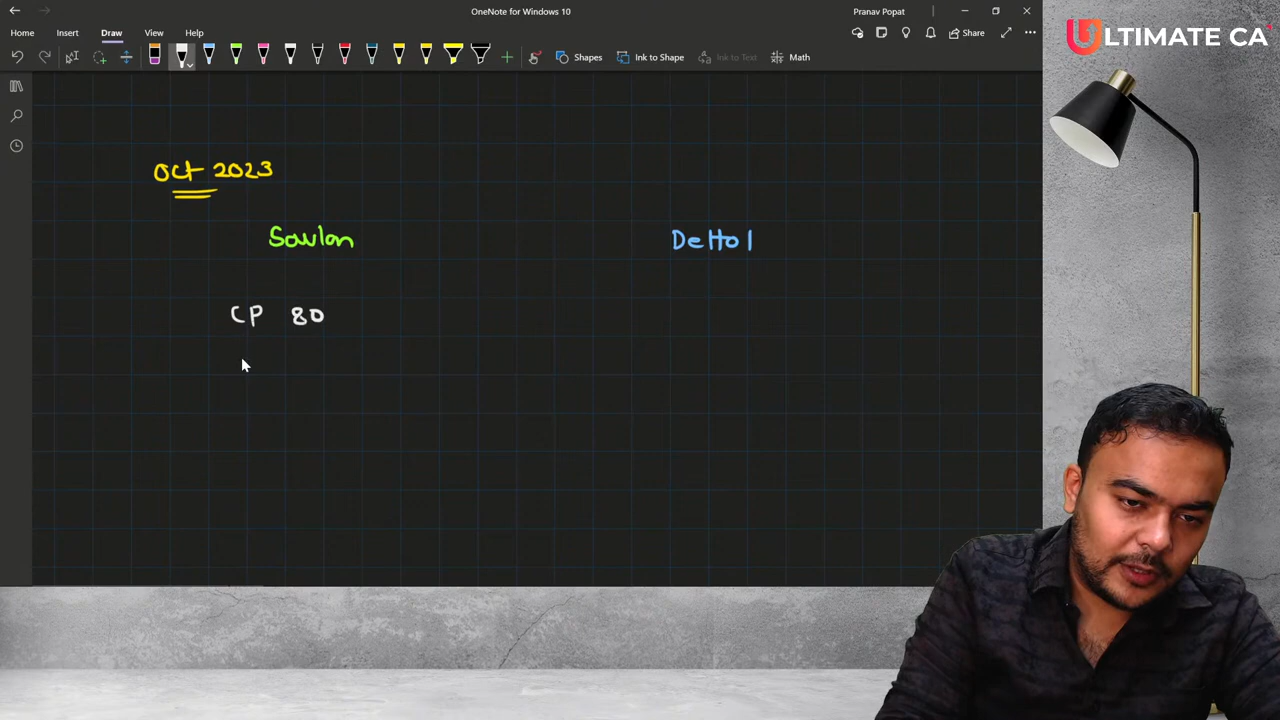 OneNote for Windows 10
Pranav Popat
ULTIMATE CA
Home Insert Draw View Help
Share
Shapes Ink to Shape Ink to Text Math
Oct 2023
Savlon Dettol
CP 80